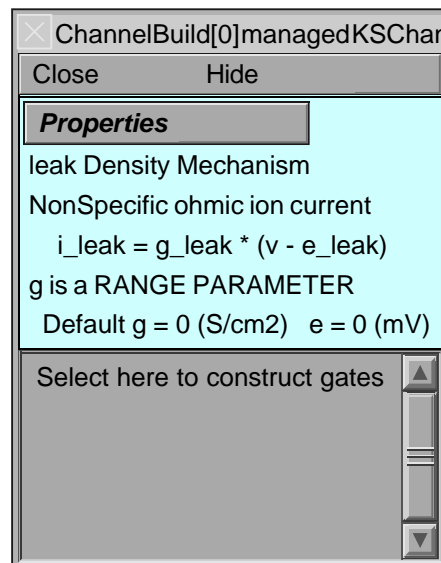 ChannelBuild[0]managedKSChan
Close Hide
Properties
leak Density Mechanism
NonSpecific ohmic ion current
i_leak = g_leak * (v - e_leak)
g is a RANGE PARAMETER
Default g = 0 (S/cm2) e = 0 (mV)
Select here to construct gates